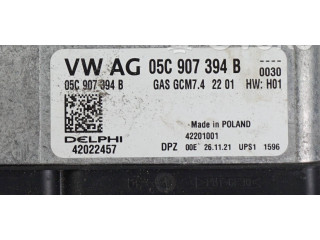 VW AG 05C 907 394 B
05C 907 394 B GAS GCM7.4 22 01 0030
HW: H01
Made in POLAND
42201001
DELPHI
42022457 DPZ 00E 26.11.21 UPS1 1596